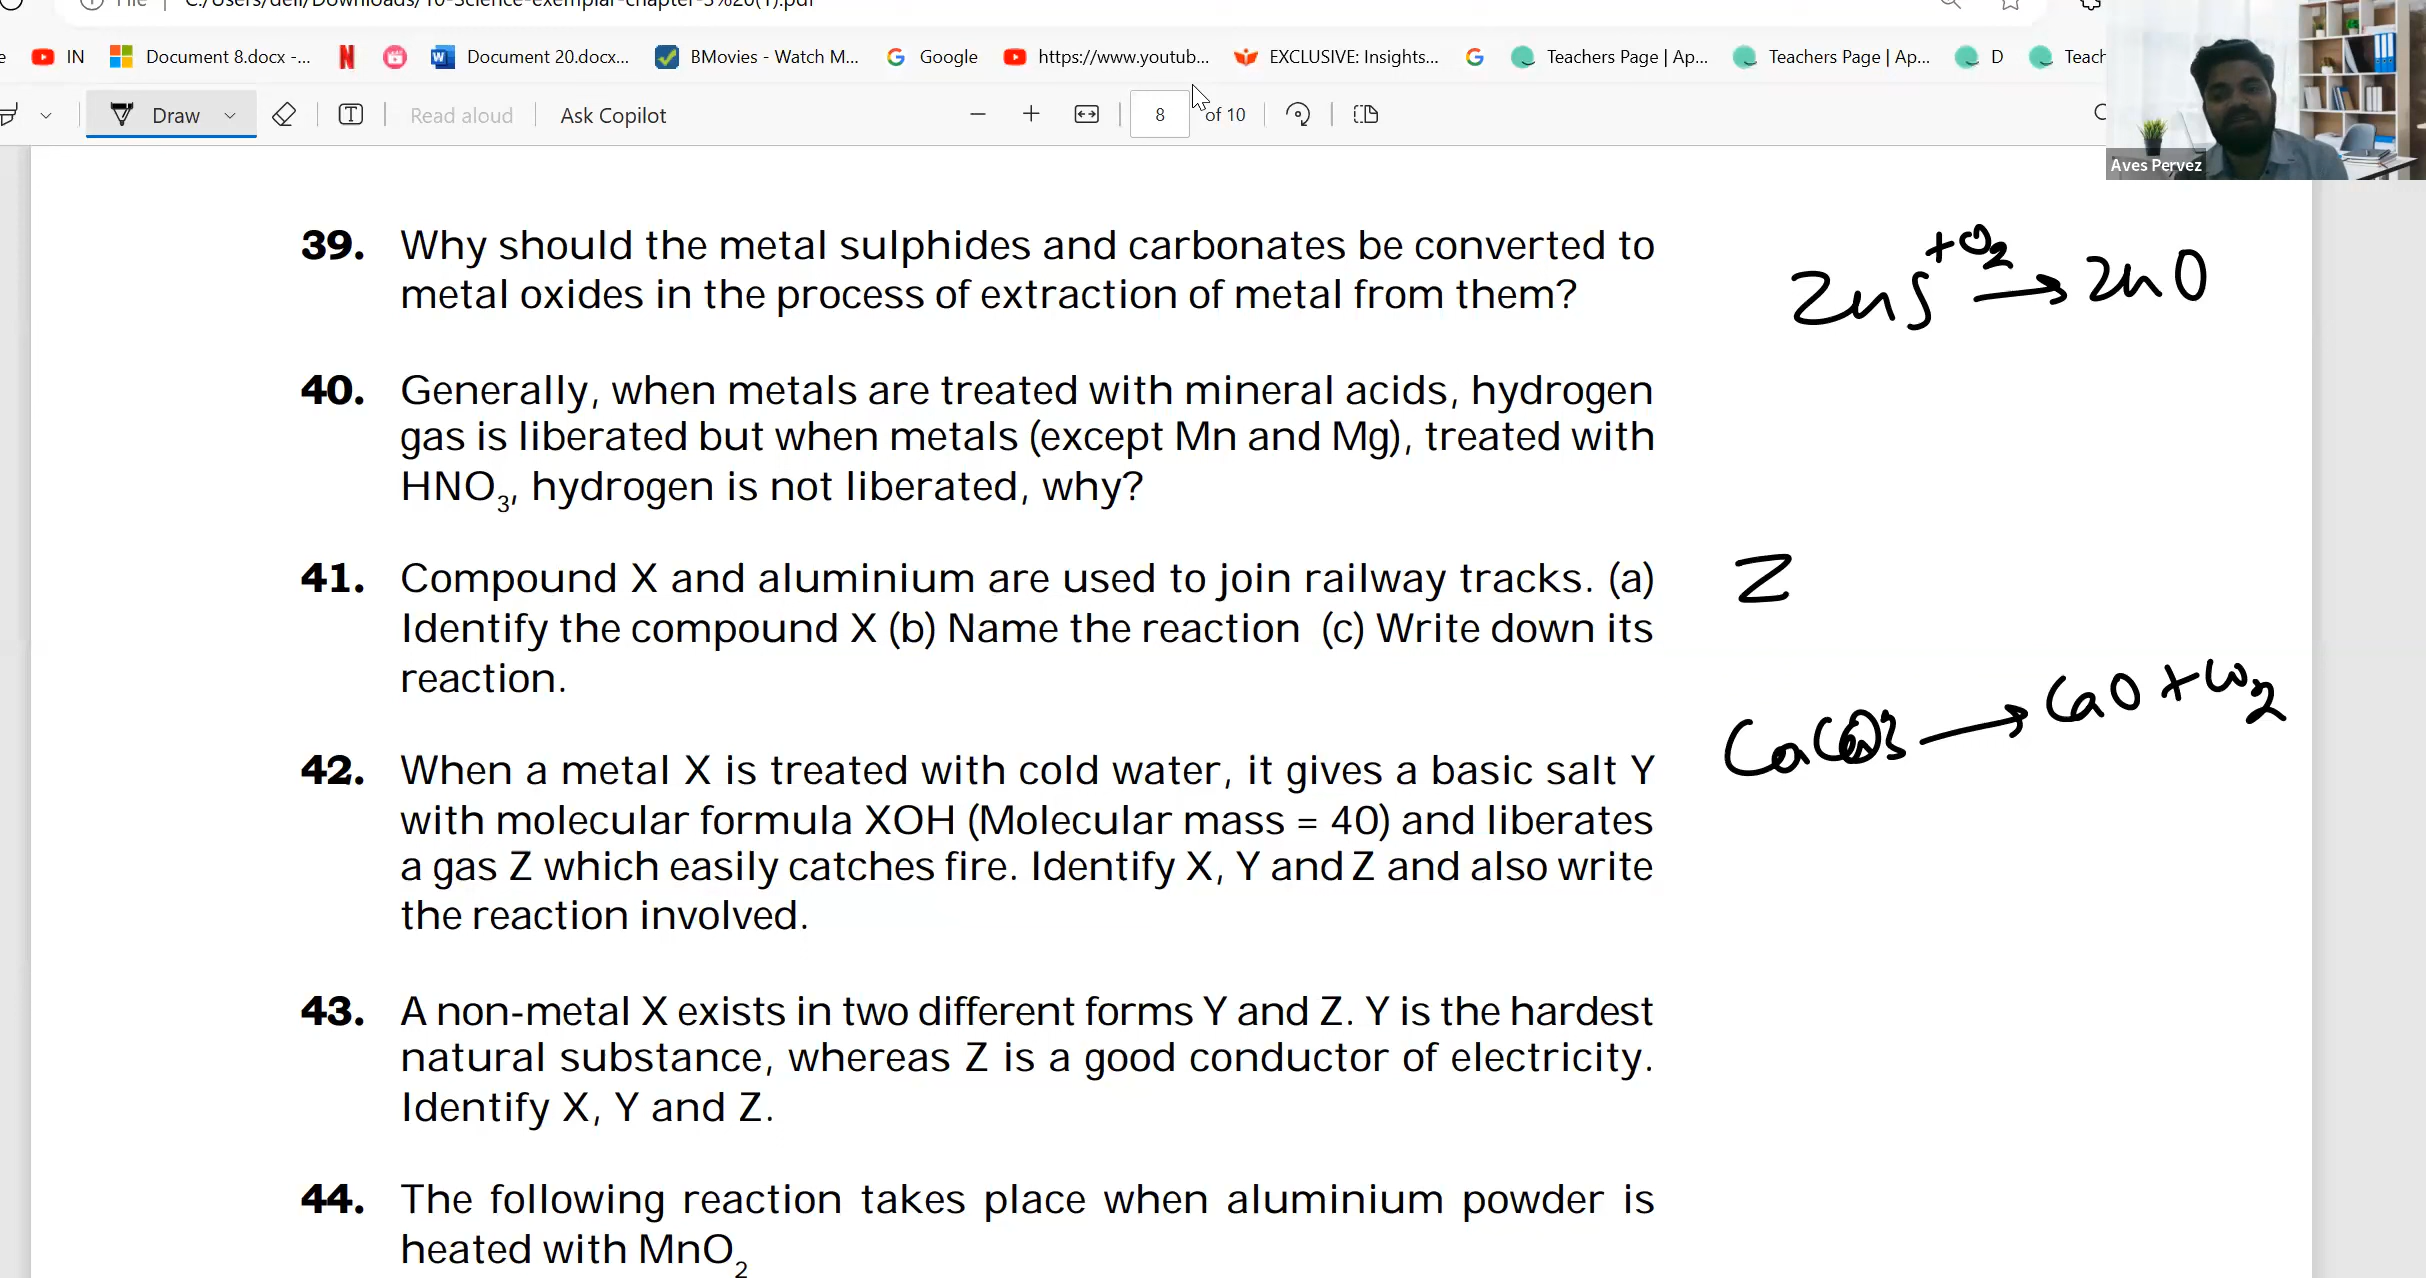 File | C:/Users/dell/Downloads/10-Science-exemplar-chapter-3%20(1).pdf
IN Document 8.docx -... Document 20.docx... BMovies - Watch M... Google https://www.youtub... EXCLUSIVE: Insights... Teachers Page | Ap... Teachers Page | Ap... D Teach
Draw Read aloud Ask Copilot 8 of 10
Aves Pervez
39. Why should the metal sulphides and carbonates be converted to
metal oxides in the process of extraction of metal from them?
ZnS +O2 → ZnO
40. Generally, when metals are treated with mineral acids, hydrogen
gas is liberated but when metals (except Mn and Mg), treated with
HNO3, hydrogen is not liberated, why?
41. Compound X and aluminium are used to join railway tracks. (a)
Identify the compound X (b) Name the reaction (c) Write down its
reaction.
Z
CaCO3 → CaO + CO2
42. When a metal X is treated with cold water, it gives a basic salt Y
with molecular formula XOH (Molecular mass = 40) and liberates
a gas Z which easily catches fire. Identify X, Y and Z and also write
the reaction involved.
43. A non-metal X exists in two different forms Y and Z. Y is the hardest
natural substance, whereas Z is a good conductor of electricity.
Identify X, Y and Z.
44. The following reaction takes place when aluminium powder is
heated with MnO2